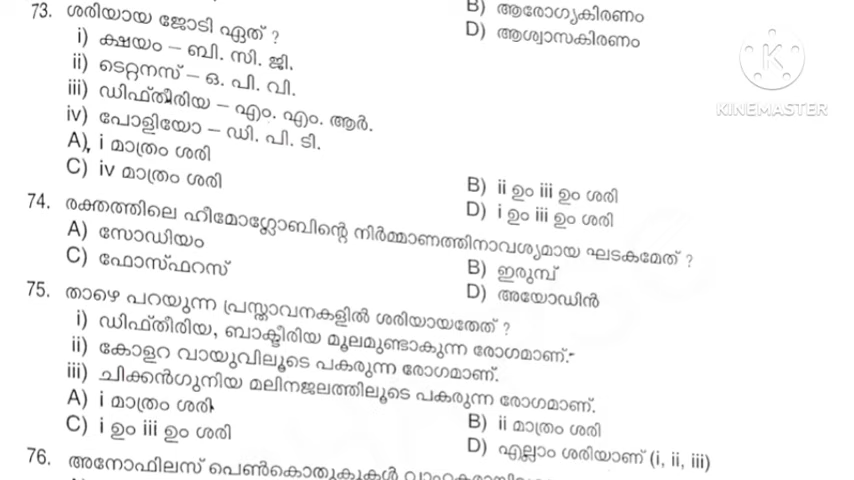 B) ആരോഗ്യകിരണം
D) ആശ്വാസകിരണം
73. ശരിയായ ജോടി ഏത് ?
i) ക്ഷയം – ബി. സി. ജി.
ii) ടെറ്റനസ് – ഒ. പി. വി.
iii) ഡിഫ്തീരിയ – എം. എം. ആർ.
iv) പോളിയോ – ഡി. പി. ടി.
A) i മാത്രം ശരി
B) ii ഉം iii ഉം ശരി
C) iv മാത്രം ശരി
D) i ഉം iii ഉം ശരി
74. രക്തത്തിലെ ഹീമോഗ്ലോബിന്റെ നിർമ്മാണത്തിനാവശ്യമായ ഘടകമേത് ?
A) സോഡിയം
B) ഇരുമ്പ്
C) ഫോസ്ഫറസ്
D) അയോഡിൻ
75. താഴെ പറയുന്ന പ്രസ്താവനകളിൽ ശരിയായതേത് ?
i) ഡിഫ്തീരിയ, ബാക്ടീരിയ മൂലമുണ്ടാകുന്ന രോഗമാണ്.
ii) കോളറ വായുവിലൂടെ പകരുന്ന രോഗമാണ്.
iii) ചിക്കൻഗുനിയ മലിനജലത്തിലൂടെ പകരുന്ന രോഗമാണ്.
A) i മാത്രം ശരി
B) ii മാത്രം ശരി
C) i ഉം iii ഉം ശരി
D) എല്ലാം ശരിയാണ് (i, ii, iii)
76. അനോഫിലസ് പെൺകൊതുകുകൾ
KINEMASTER